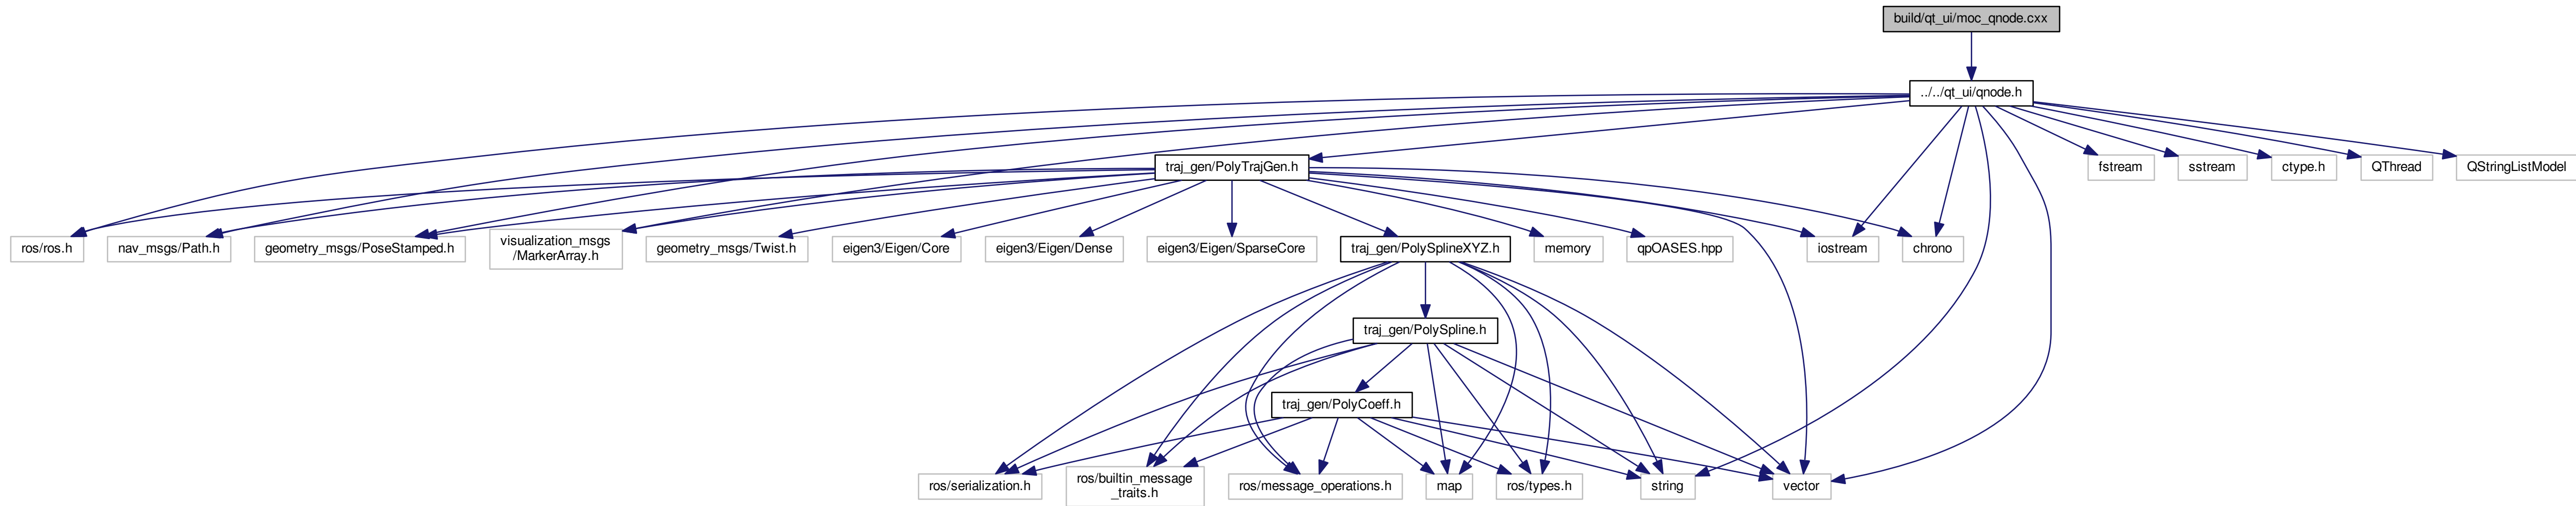 build/qt_ui/moc_qnode.cxx
../../qt_ui/qnode.h
traj_gen/PolyTrajGen.h
fstream
sstream
ctype.h
QThread
QStringListModel
ros/ros.h
nav_msgs/Path.h
geometry_msgs/PoseStamped.h
visualization_msgs
/MarkerArray.h
geometry_msgs/Twist.h
eigen3/Eigen/Core
eigen3/Eigen/Dense
eigen3/Eigen/SparseCore
traj_gen/PolySplineXYZ.h
memory
qpOASES.hpp
iostream
chrono
traj_gen/PolySpline.h
traj_gen/PolyCoeff.h
ros/serialization.h
ros/builtin_message
_traits.h
ros/message_operations.h
map
ros/types.h
string
vector